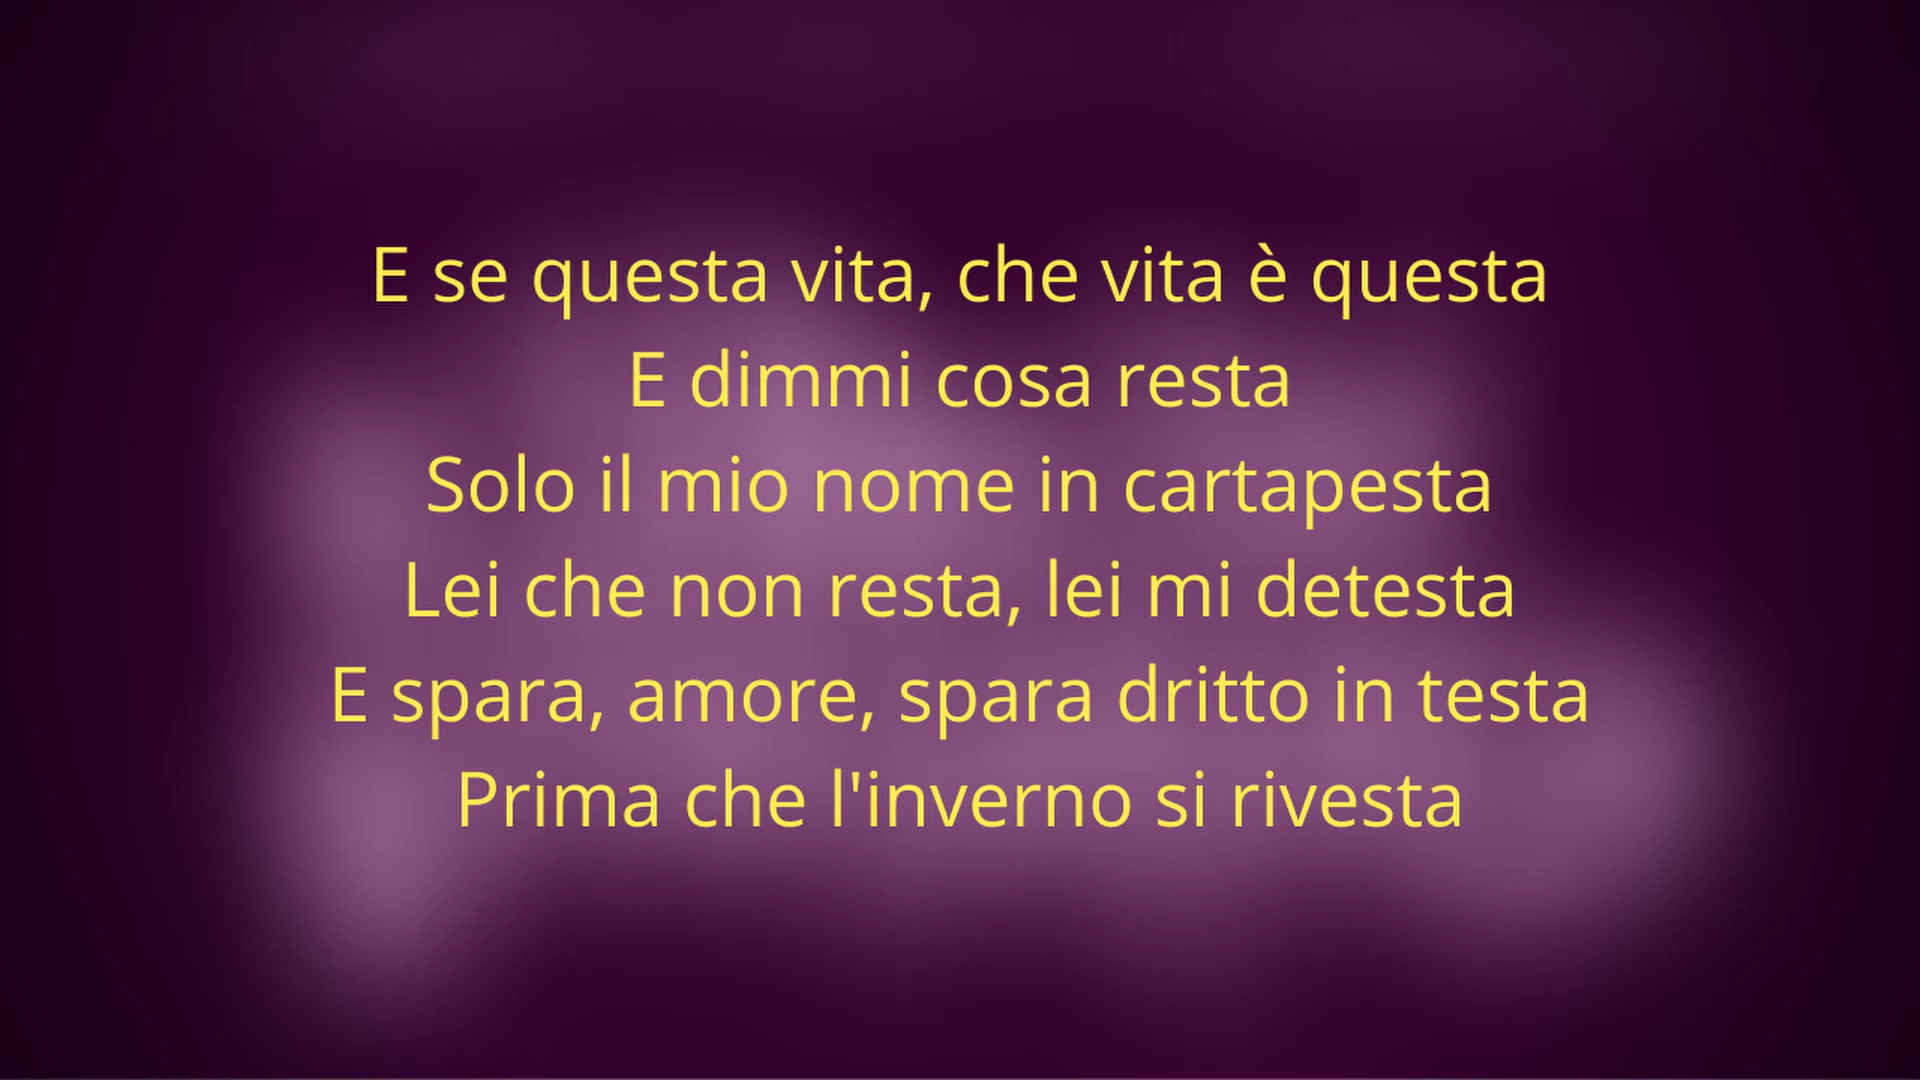 E se questa vita, che vita è questa
E dimmi cosa resta
Solo il mio nome in cartapesta
Lei che non resta, lei mi detesta
E spara, amore, spara dritto in testa
Prima che l'inverno si rivesta